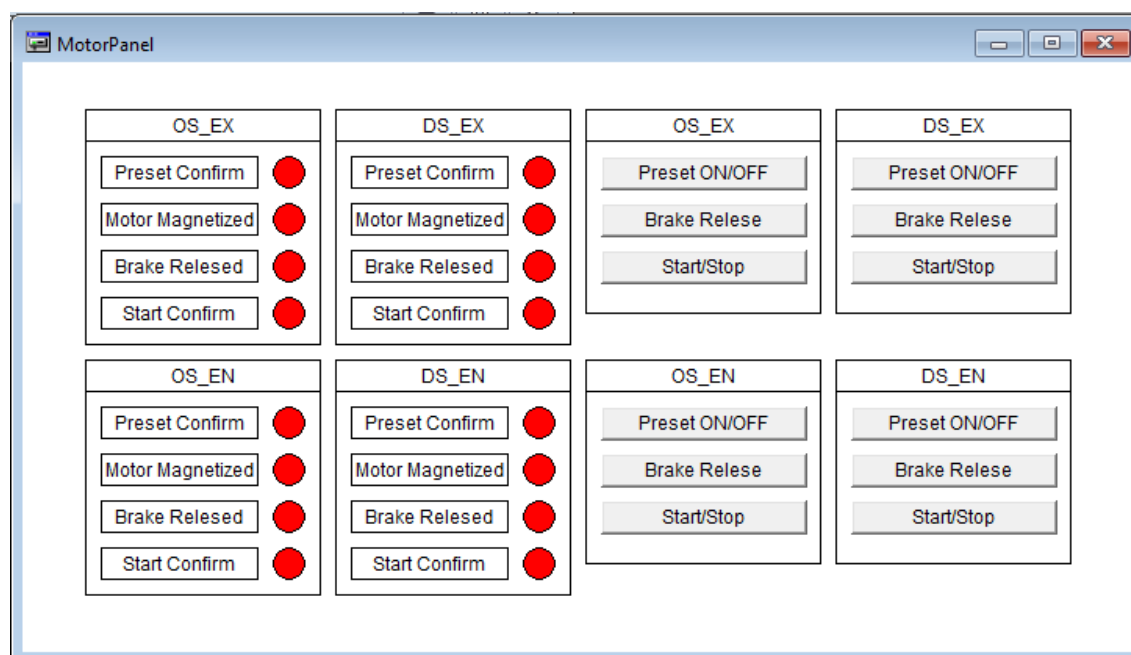 MotorPanel
OS_EX
Preset Confirm
Motor Magnetized
Brake Relesed
Start Confirm
DS_EX
Preset Confirm
Motor Magnetized
Brake Relesed
Start Confirm
OS_EX
Preset ON/OFF
Brake Relese
Start/Stop
DS_EX
Preset ON/OFF
Brake Relese
Start/Stop
OS_EN
Preset Confirm
Motor Magnetized
Brake Relesed
Start Confirm
DS_EN
Preset Confirm
Motor Magnetized
Brake Relesed
Start Confirm
OS_EN
Preset ON/OFF
Brake Relese
Start/Stop
DS_EN
Preset ON/OFF
Brake Relese
Start/Stop